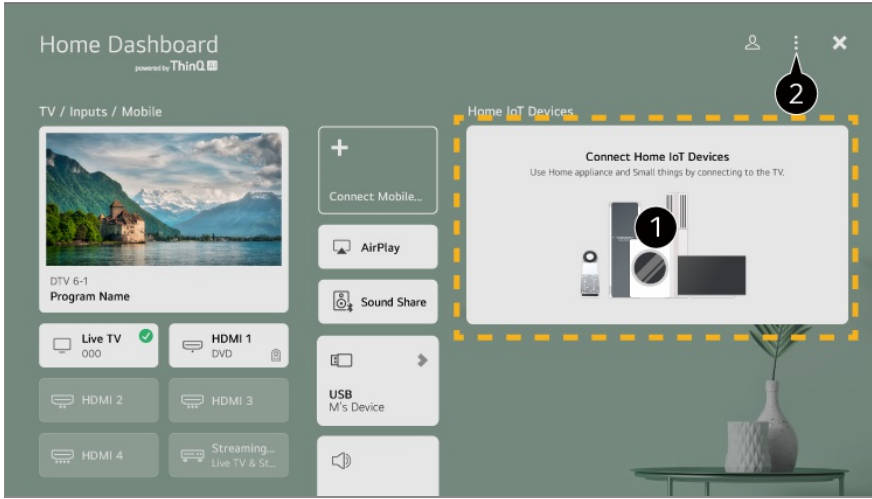 Home Dashboard
powered by ThinQ AI
2
TV / Inputs / Mobile
Home IoT Devices
DTV 6-1
Program Name
Live TV
000
HDMI 1
DVD
HDMI 2
HDMI 3
HDMI 4
Streaming...
Live TV & St...
+
Connect Mobile...
AirPlay
Sound Share
USB
M's Device
Connect Home IoT Devices
Use Home appliance and Small things by connecting to the TV.
1